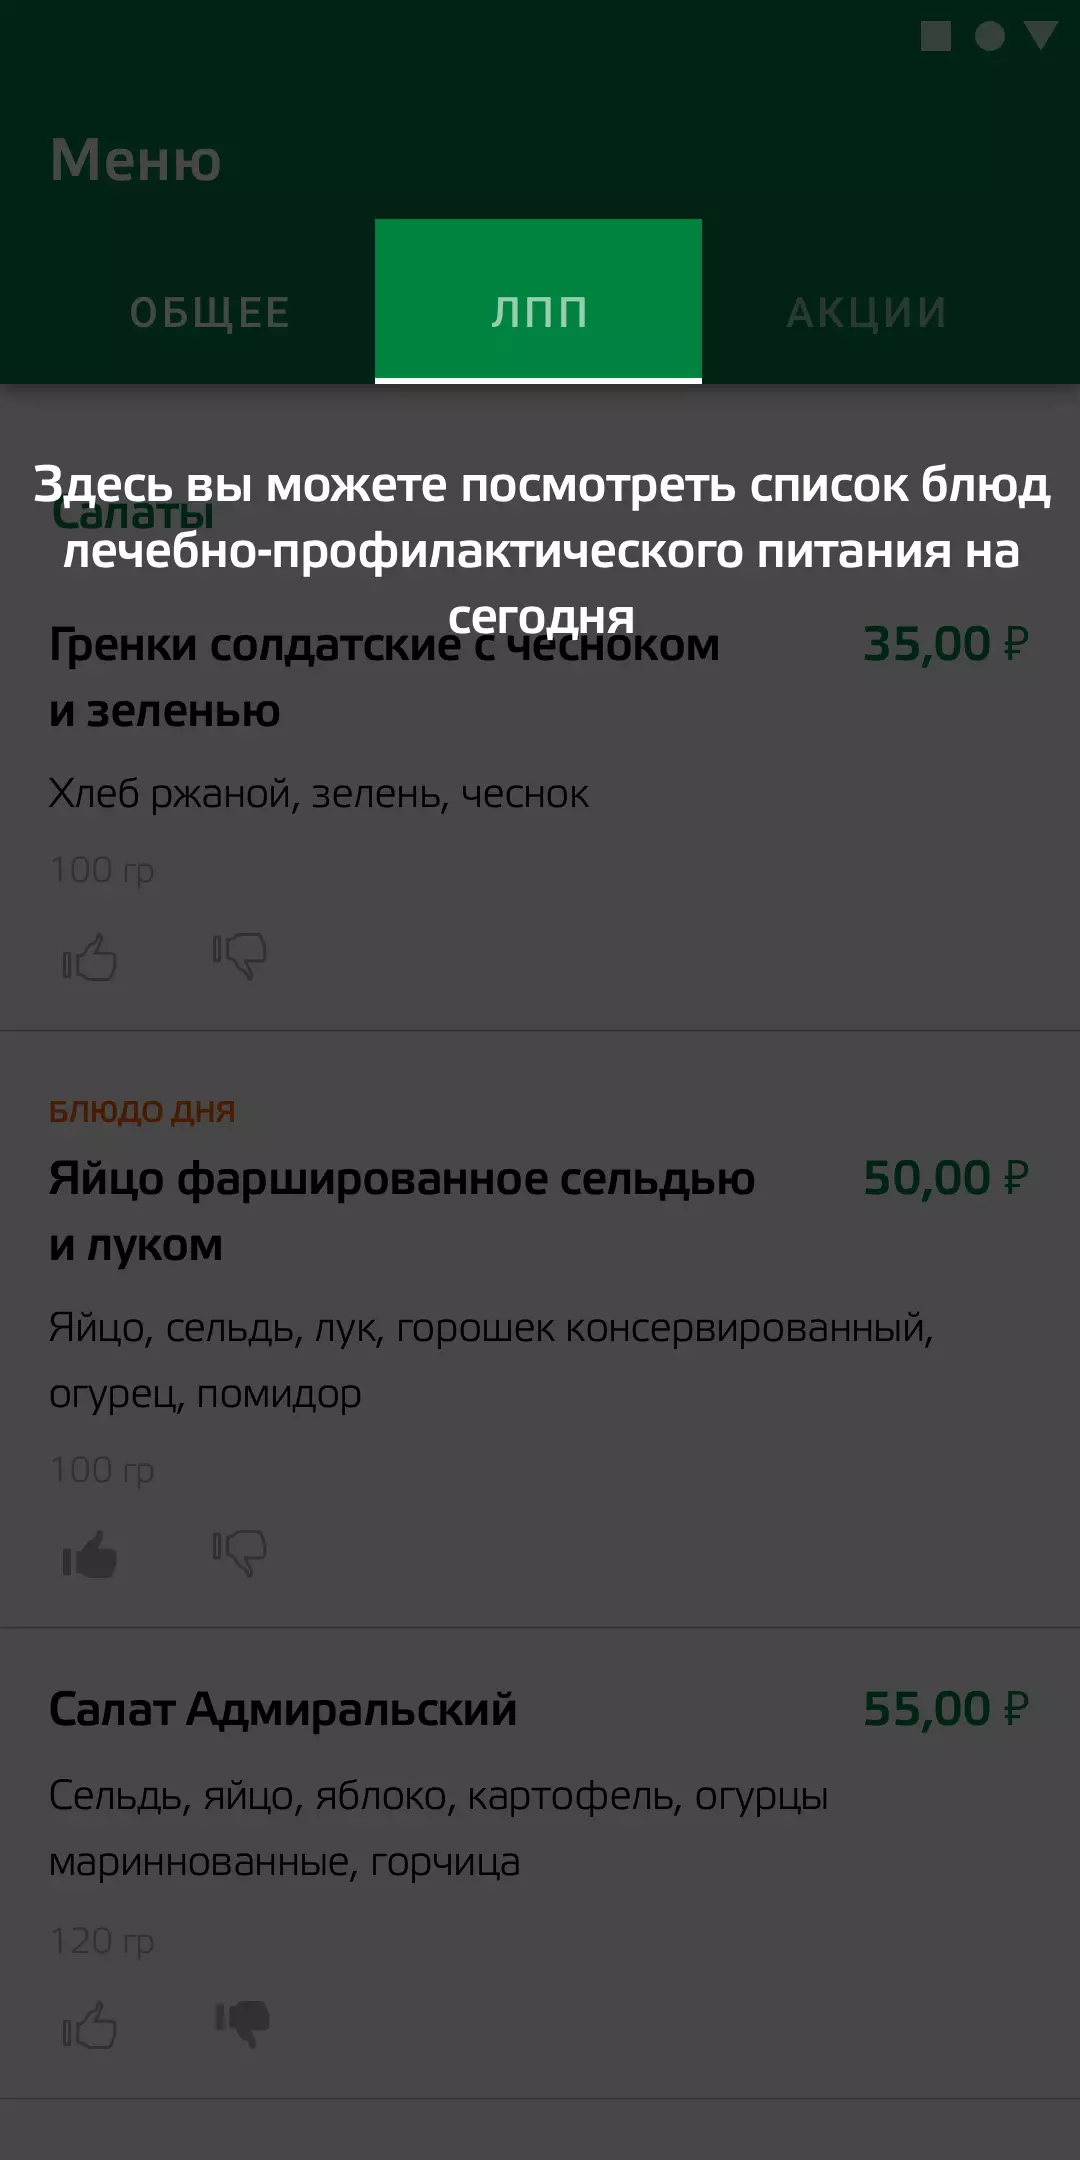 Меню
ОБЩЕЕ
ЛПП
АКЦИИ
Здесь вы можете посмотреть список блюд
лечебно-профилактического питания на
сегодня
Салаты
Гренки солдатские с чесноком
и зеленью
35,00 ₽
Хлеб ржаной, зелень, чеснок
100 гр
БЛЮДО ДНЯ
Яйцо фаршированное сельдью
и луком
50,00 ₽
Яйцо, сельдь, лук, горошек консервированный,
огурец, помидор
100 гр
Салат Адмиральский
55,00 ₽
Сельдь, яйцо, яблоко, картофель, огурцы
мариннованные, горчица
120 гр